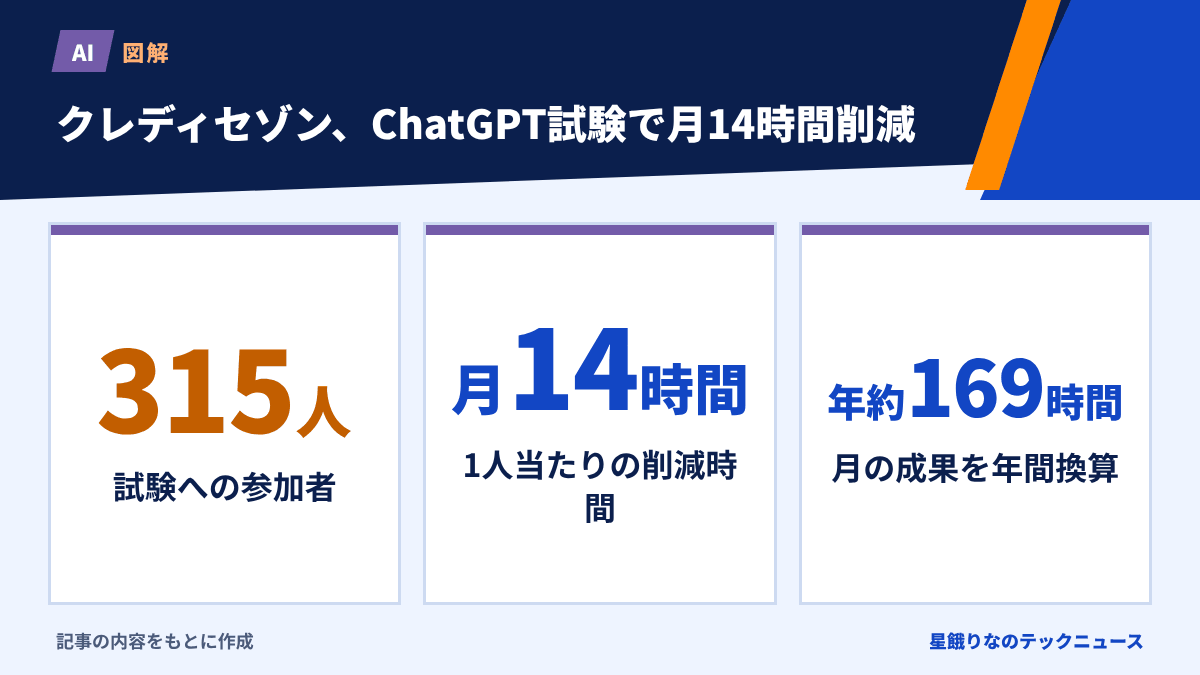 AI 図解
クレディセゾン、ChatGPT試験で月14時間削減
315人
試験への参加者
月14時間
1人当たりの削減時
間
年約169時間
月の成果を年間換算
記事の内容をもとに作成
星餓りなのテックニュース